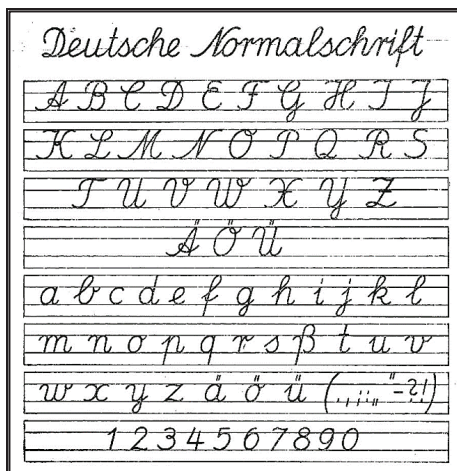 Deutsche Normalschrift
A B C D E F G H I J
K L M N O P Q R S
T U V W X Y Z
Ä Ö Ü
a b c d e f g h i j k l
m n o p q r s ß t u v
w x y z ä ö ü (.,;:„“-?!)
1 2 3 4 5 6 7 8 9 0